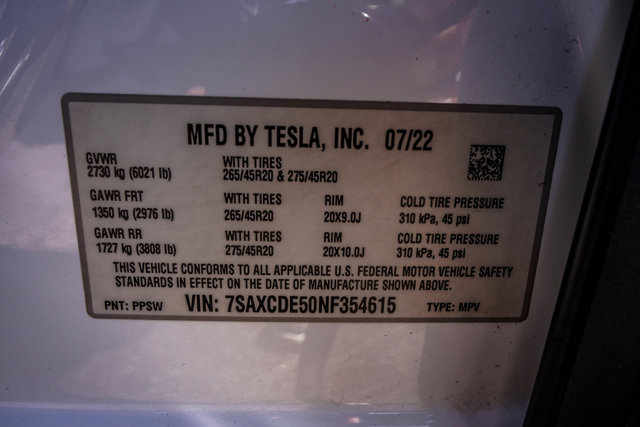 MFD BY TESLA, INC. 07/22
GVWR
2730 kg (6021 lb)
WITH TIRES
265/45R20 & 275/45R20
GAWR FRT
1350 kg (2976 lb)
WITH TIRES
265/45R20
RIM
20X9.0J
COLD TIRE PRESSURE
310 kPa, 45 psi
GAWR RR
1727 kg (3808 lb)
WITH TIRES
275/45R20
RIM
20X10.0J
COLD TIRE PRESSURE
310 kPa, 45 psi
THIS VEHICLE CONFORMS TO ALL APPLICABLE U.S. FEDERAL MOTOR VEHICLE SAFETY
STANDARDS IN EFFECT ON THE DATE OF MANUFACTURE SHOWN ABOVE.
PNT: PPSW VIN: 7SAXCDE50NF354615 TYPE: MPV